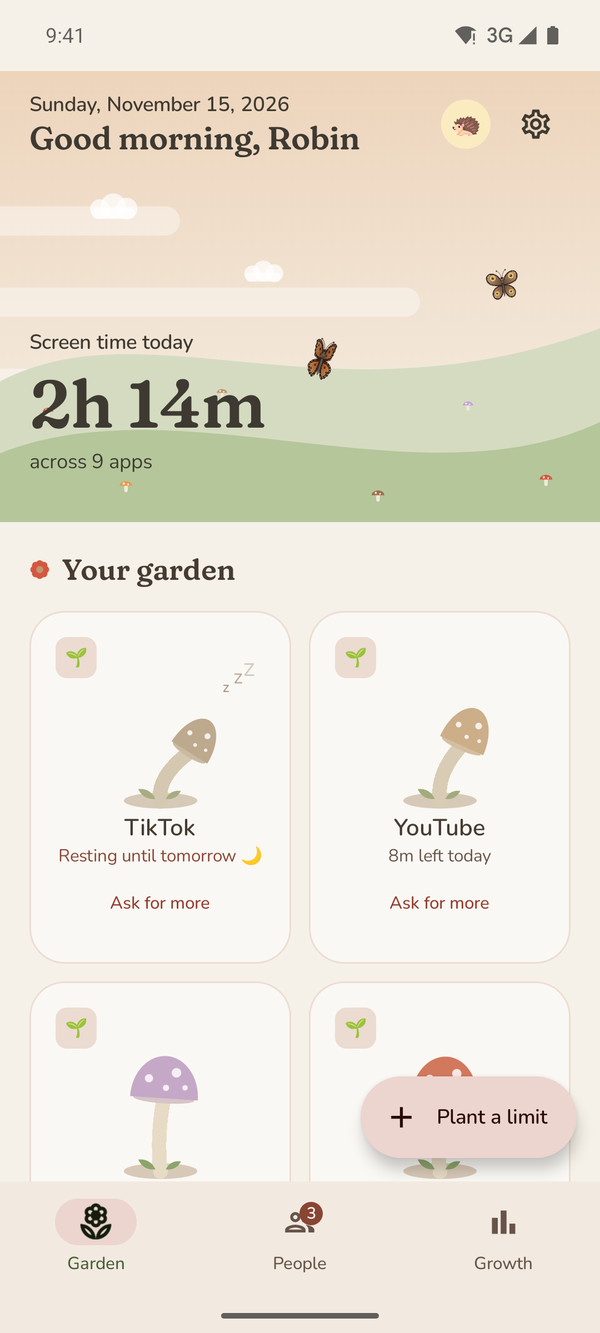 9:41
3G
Sunday, November 15, 2026
Good morning, Robin
Screen time today
2h 14m
across 9 apps
Your garden
z z Z
TikTok
Resting until tomorrow 🌙
Ask for more
YouTube
8m left today
Ask for more
+ Plant a limit
3
Garden
People
Growth